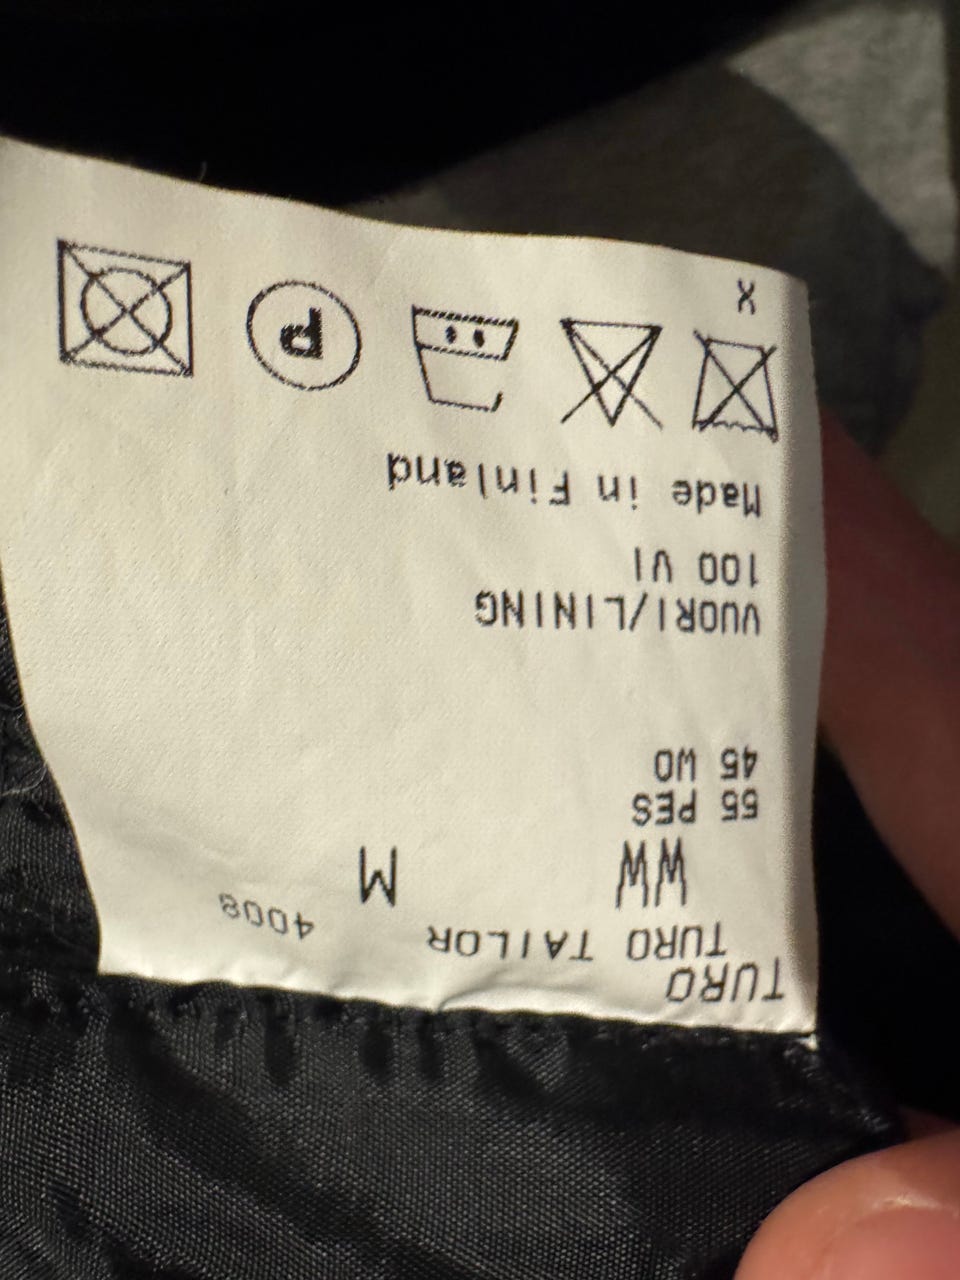 TURO
TURO TAILOR 4008
WW M
55 PES
45 WO
VUORI/LINING
100 VI
Made in Finland
P
X